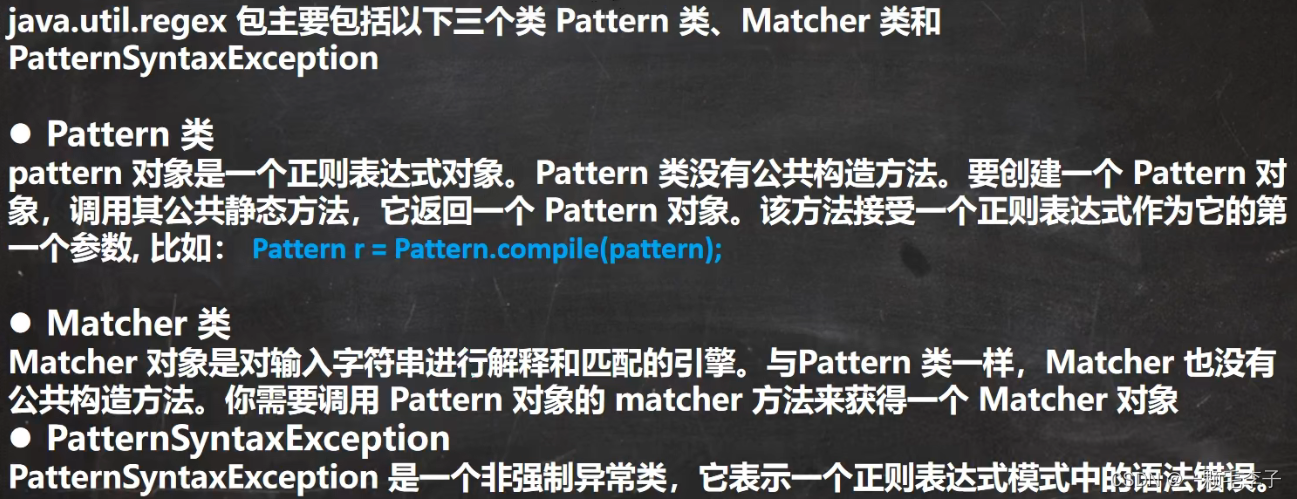 java.util.regex 包主要包括以下三个类 Pattern 类、Matcher 类和
PatternSyntaxException
● Pattern 类
pattern 对象是一个正则表达式对象。Pattern 类没有公共构造方法。要创建一个 Pattern 对
象，调用其公共静态方法，它返回一个 Pattern 对象。该方法接受一个正则表达式作为它的第
一个参数, 比如： Pattern r = Pattern.compile(pattern);
● Matcher 类
Matcher 对象是对输入字符串进行解释和匹配的引擎。与Pattern 类一样，Matcher 也没有
公共构造方法。你需要调用 Pattern 对象的 matcher 方法来获得一个 Matcher 对象
● PatternSyntaxException
PatternSyntaxException 是一个非强制异常类，它表示一个正则表达式模式中的语法错误。